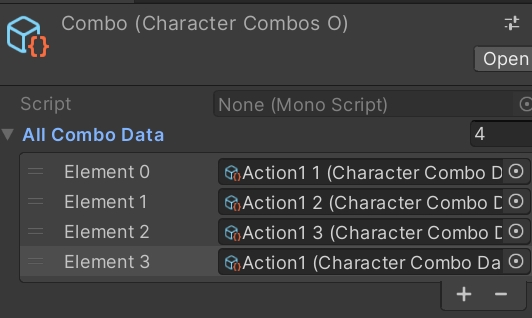 Combo (Character Combos O)
Open
Script None (Mono Script)
All Combo Data 4
Element 0 Action1 1 (Character Combo D
Element 1 Action1 2 (Character Combo D
Element 2 Action1 3 (Character Combo D
Element 3 Action1 (Character Combo Da